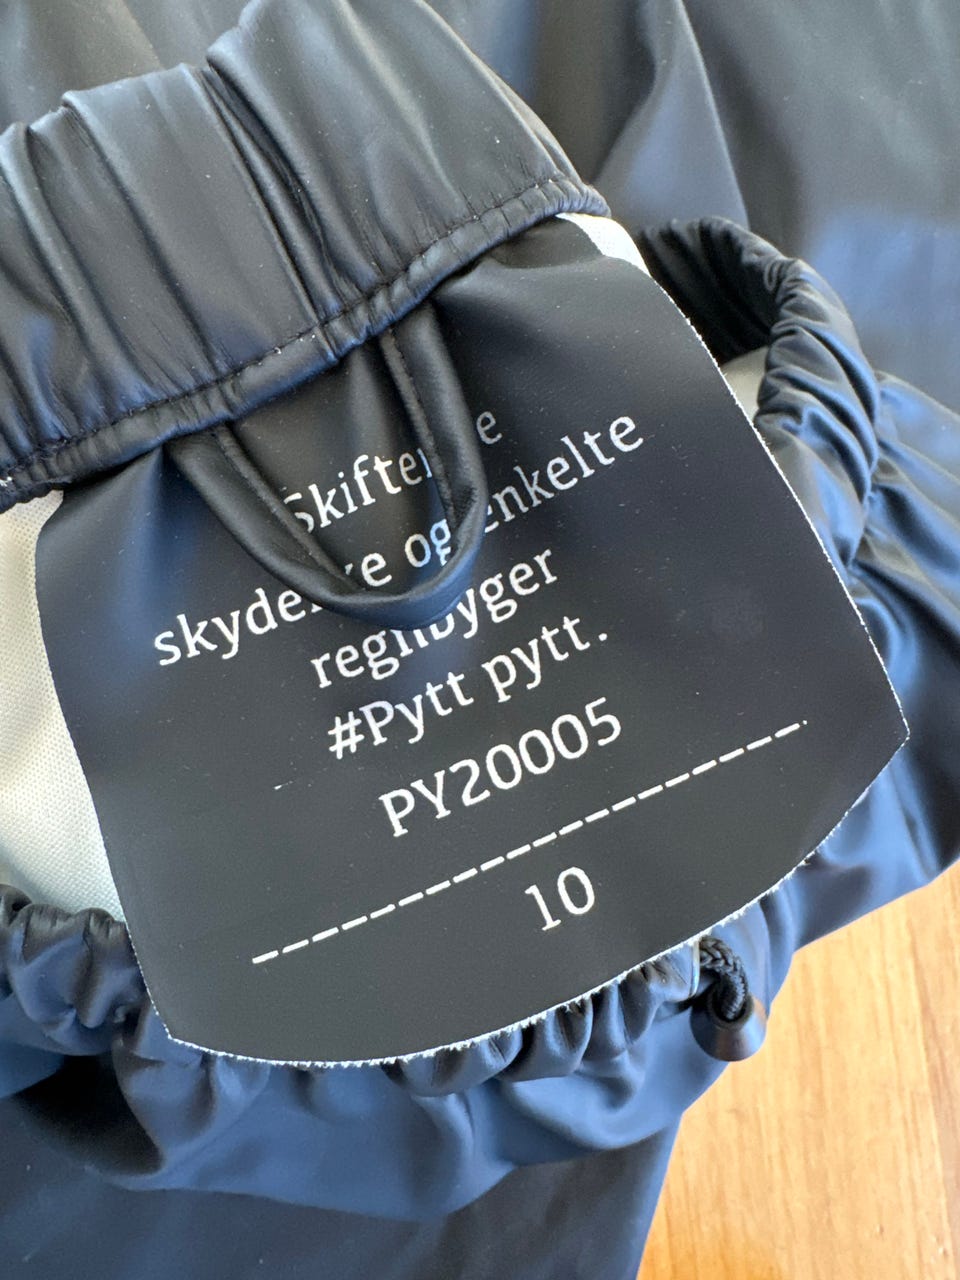 og enkelte
regnbyger
#Pytt pytt.
PY20005
10